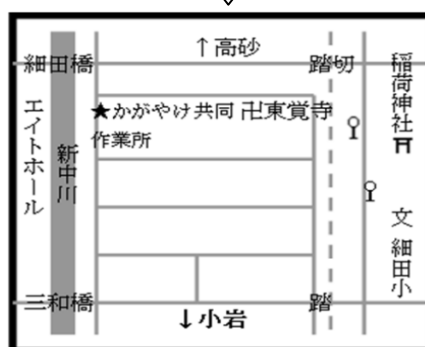 ↑高砂
細田橋
踏切
稲荷神社
★かがやけ共同
作業所
卍東覚寺
エイトホール
新中川
文 細田小
三和橋
↓小岩
踏